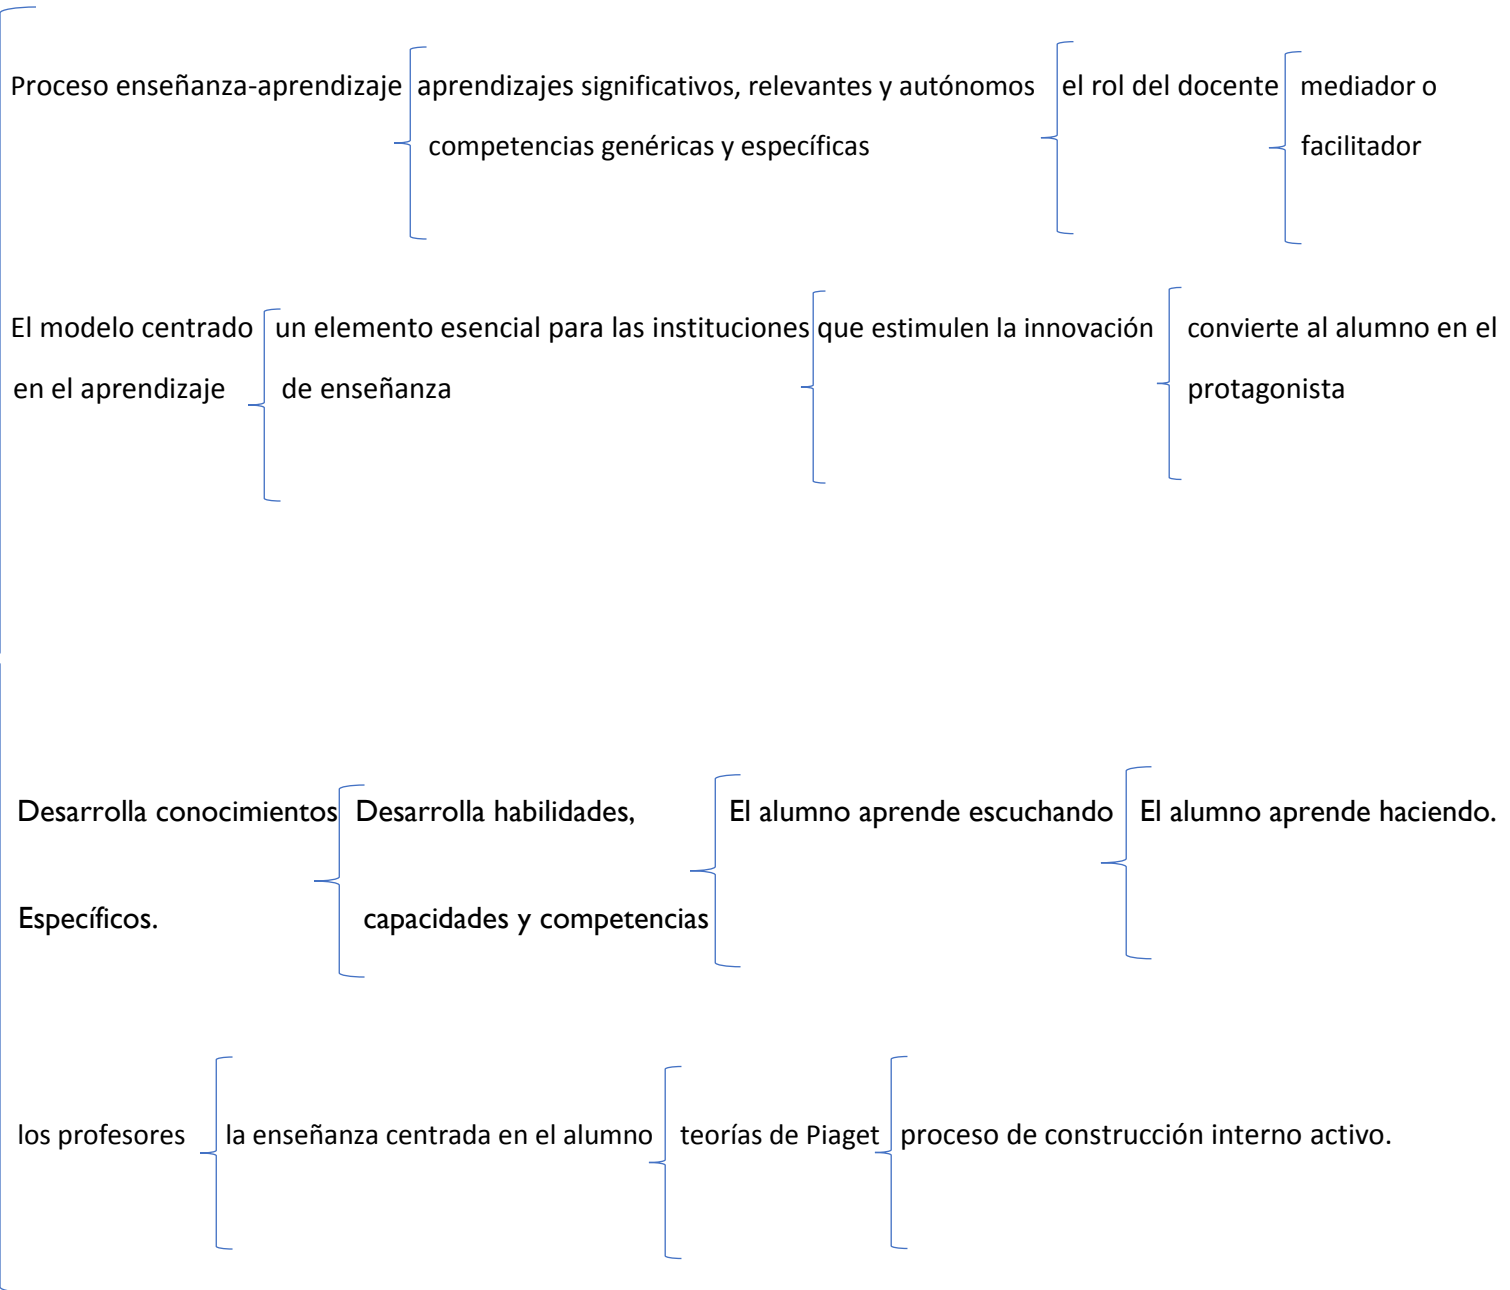 Proceso enseñanza-aprendizaje aprendizajes significativos, relevantes y autónomos el rol del docente mediador o
competencias genéricas y específicas facilitador
El modelo centrado un elemento esencial para las instituciones que estimulen la innovación convierte al alumno en el
en el aprendizaje de enseñanza protagonista
Desarrolla conocimientos Desarrolla habilidades, El alumno aprende escuchando El alumno aprende haciendo.
Específicos. capacidades y competencias
los profesores la enseñanza centrada en el alumno teorías de Piaget proceso de construcción interno activo.